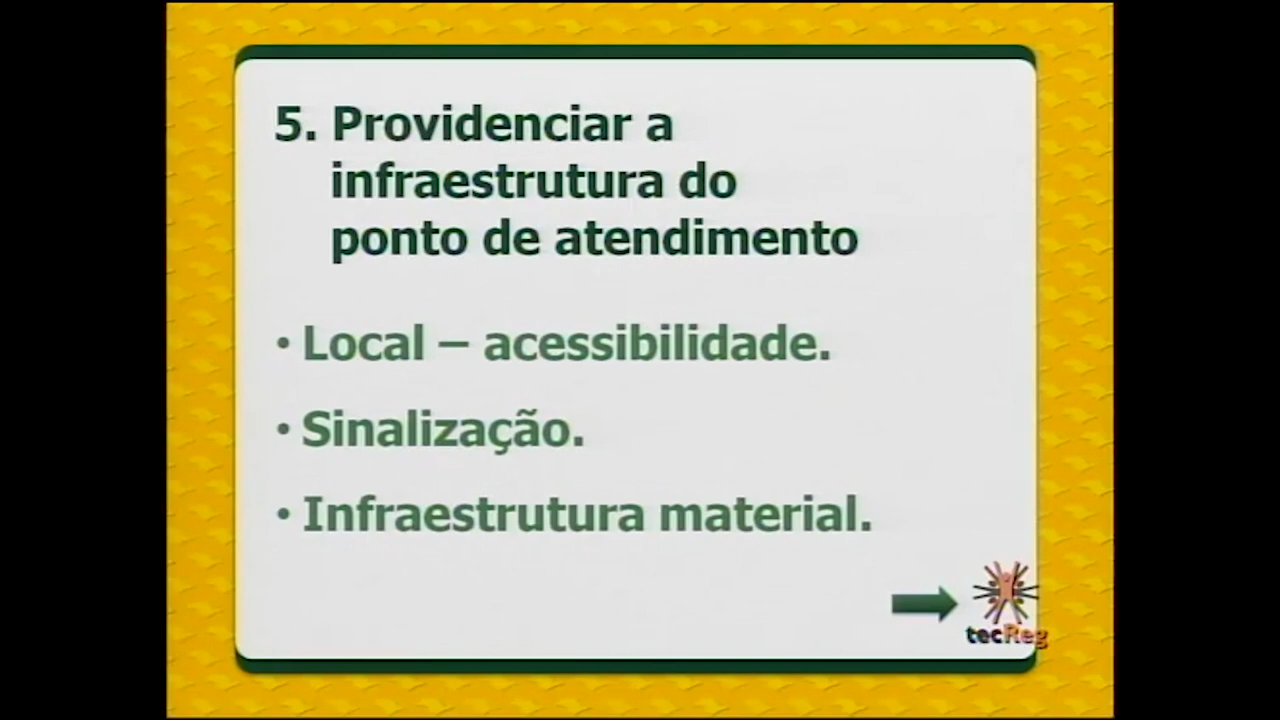 5. Providenciar a
infraestrutura do
ponto de atendimento
• Local – acessibilidade.
• Sinalização.
• Infraestrutura material.
tecReg